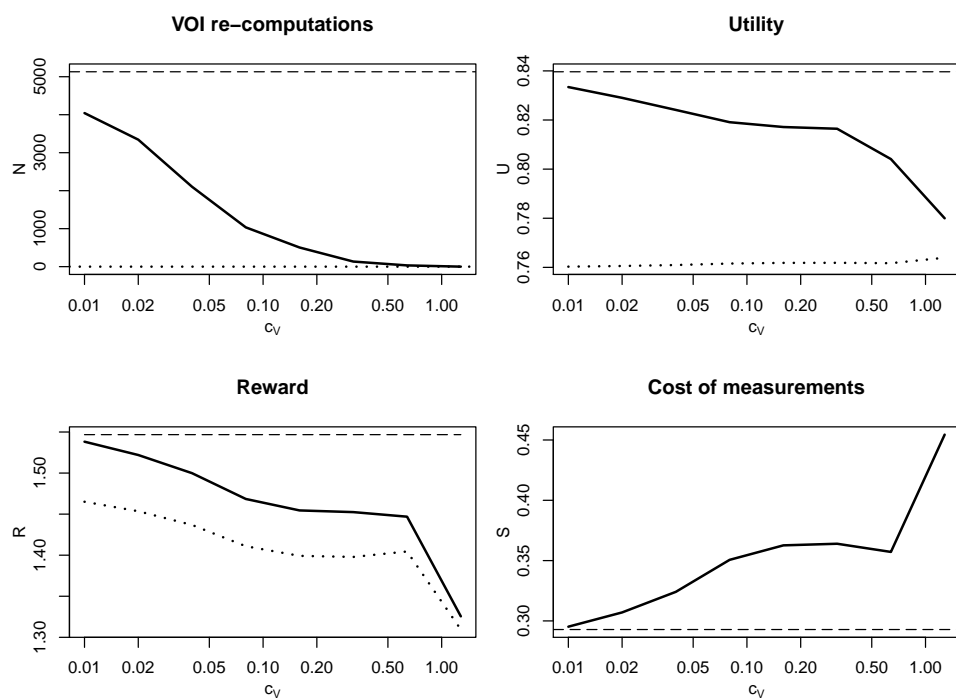 VOI re−computations
N
5000
3000
1000
0
0.01 0.02 0.05 0.10 0.20 0.50 1.00
cV
Utility
U
0.84
0.82
0.80
0.78
0.76
0.01 0.02 0.05 0.10 0.20 0.50 1.00
cV
Reward
R
1.50
1.40
1.30
0.01 0.02 0.05 0.10 0.20 0.50 1.00
cV
Cost of measurements
S
0.45
0.40
0.35
0.30
0.01 0.02 0.05 0.10 0.20 0.50 1.00
cV